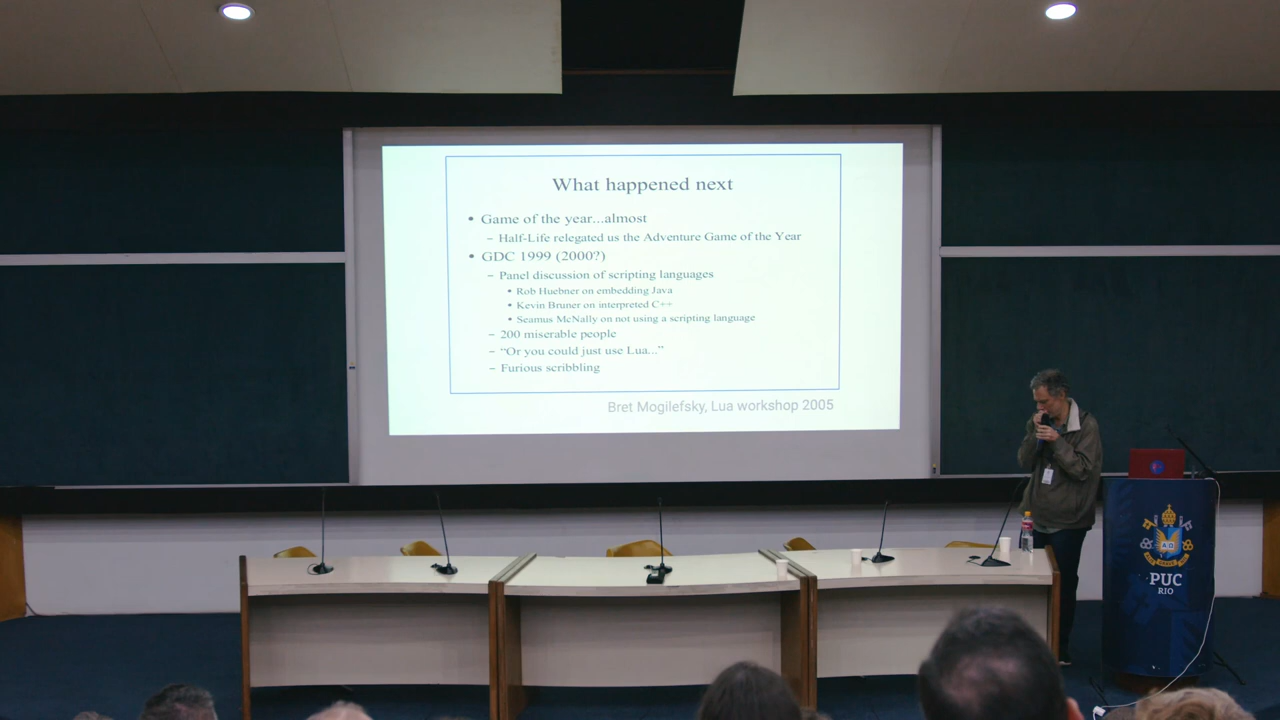 What happened next
• Game of the year...almost
– Half-Life relegated us the Adventure Game of the Year
• GDC 1999 (2000?)
– Panel discussion of scripting languages
• Rob Huebner on embedding Java
• Kevin Bruner on interpreted C++
• Seamus McNally on not using a scripting language
– 200 miserable people
– “Or you could just use Lua...”
– Furious scribbling
Bret Mogilefsky, Lua workshop 2005
PUC
RIO